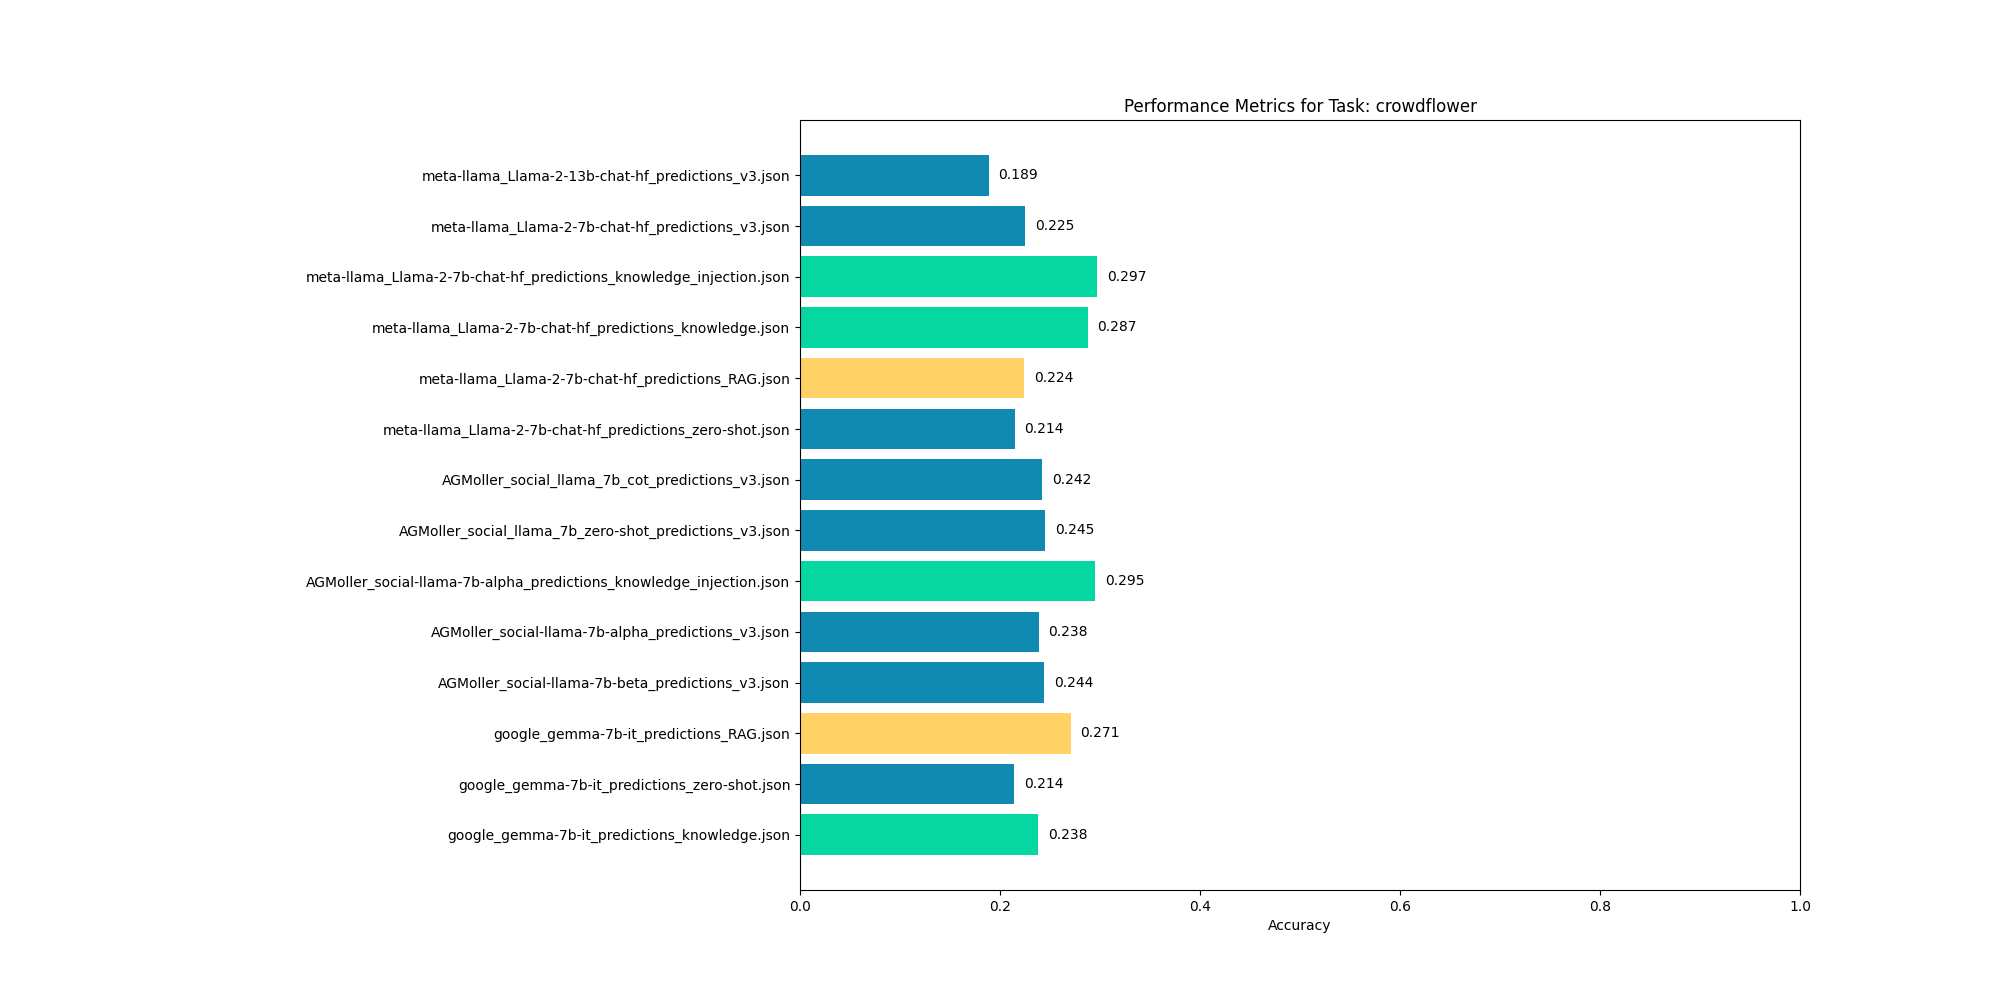 Performance Metrics for Task: crowdflower
meta-llama_Llama-2-13b-chat-hf_predictions_v3.json 0.189
meta-llama_Llama-2-7b-chat-hf_predictions_v3.json 0.225
meta-llama_Llama-2-7b-chat-hf_predictions_knowledge_injection.json 0.297
meta-llama_Llama-2-7b-chat-hf_predictions_knowledge.json 0.287
meta-llama_Llama-2-7b-chat-hf_predictions_RAG.json 0.224
meta-llama_Llama-2-7b-chat-hf_predictions_zero-shot.json 0.214
AGMoller_social_llama_7b_cot_predictions_v3.json 0.242
AGMoller_social_llama_7b_zero-shot_predictions_v3.json 0.245
AGMoller_social-llama-7b-alpha_predictions_knowledge_injection.json 0.295
AGMoller_social-llama-7b-alpha_predictions_v3.json 0.238
AGMoller_social-llama-7b-beta_predictions_v3.json 0.244
google_gemma-7b-it_predictions_RAG.json 0.271
google_gemma-7b-it_predictions_zero-shot.json 0.214
google_gemma-7b-it_predictions_knowledge.json 0.238
0.0 0.2 0.4 0.6 0.8 1.0
Accuracy